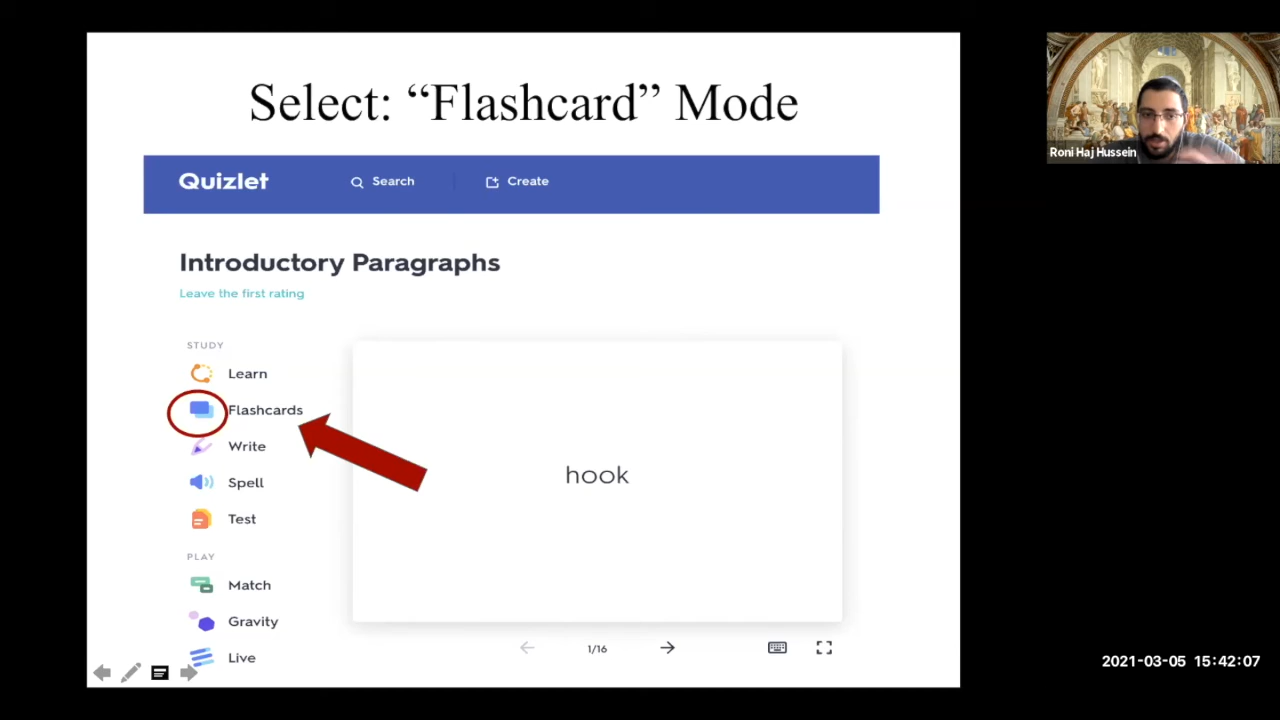 Select: “Flashcard” Mode
Quizlet
Search
Create
Introductory Paragraphs
Leave the first rating
STUDY
Learn
Flashcards
Write
Spell
Test
PLAY
Match
Gravity
Live
hook
1/16
Roni Haj Hussein
2021-03-05 15:42:07